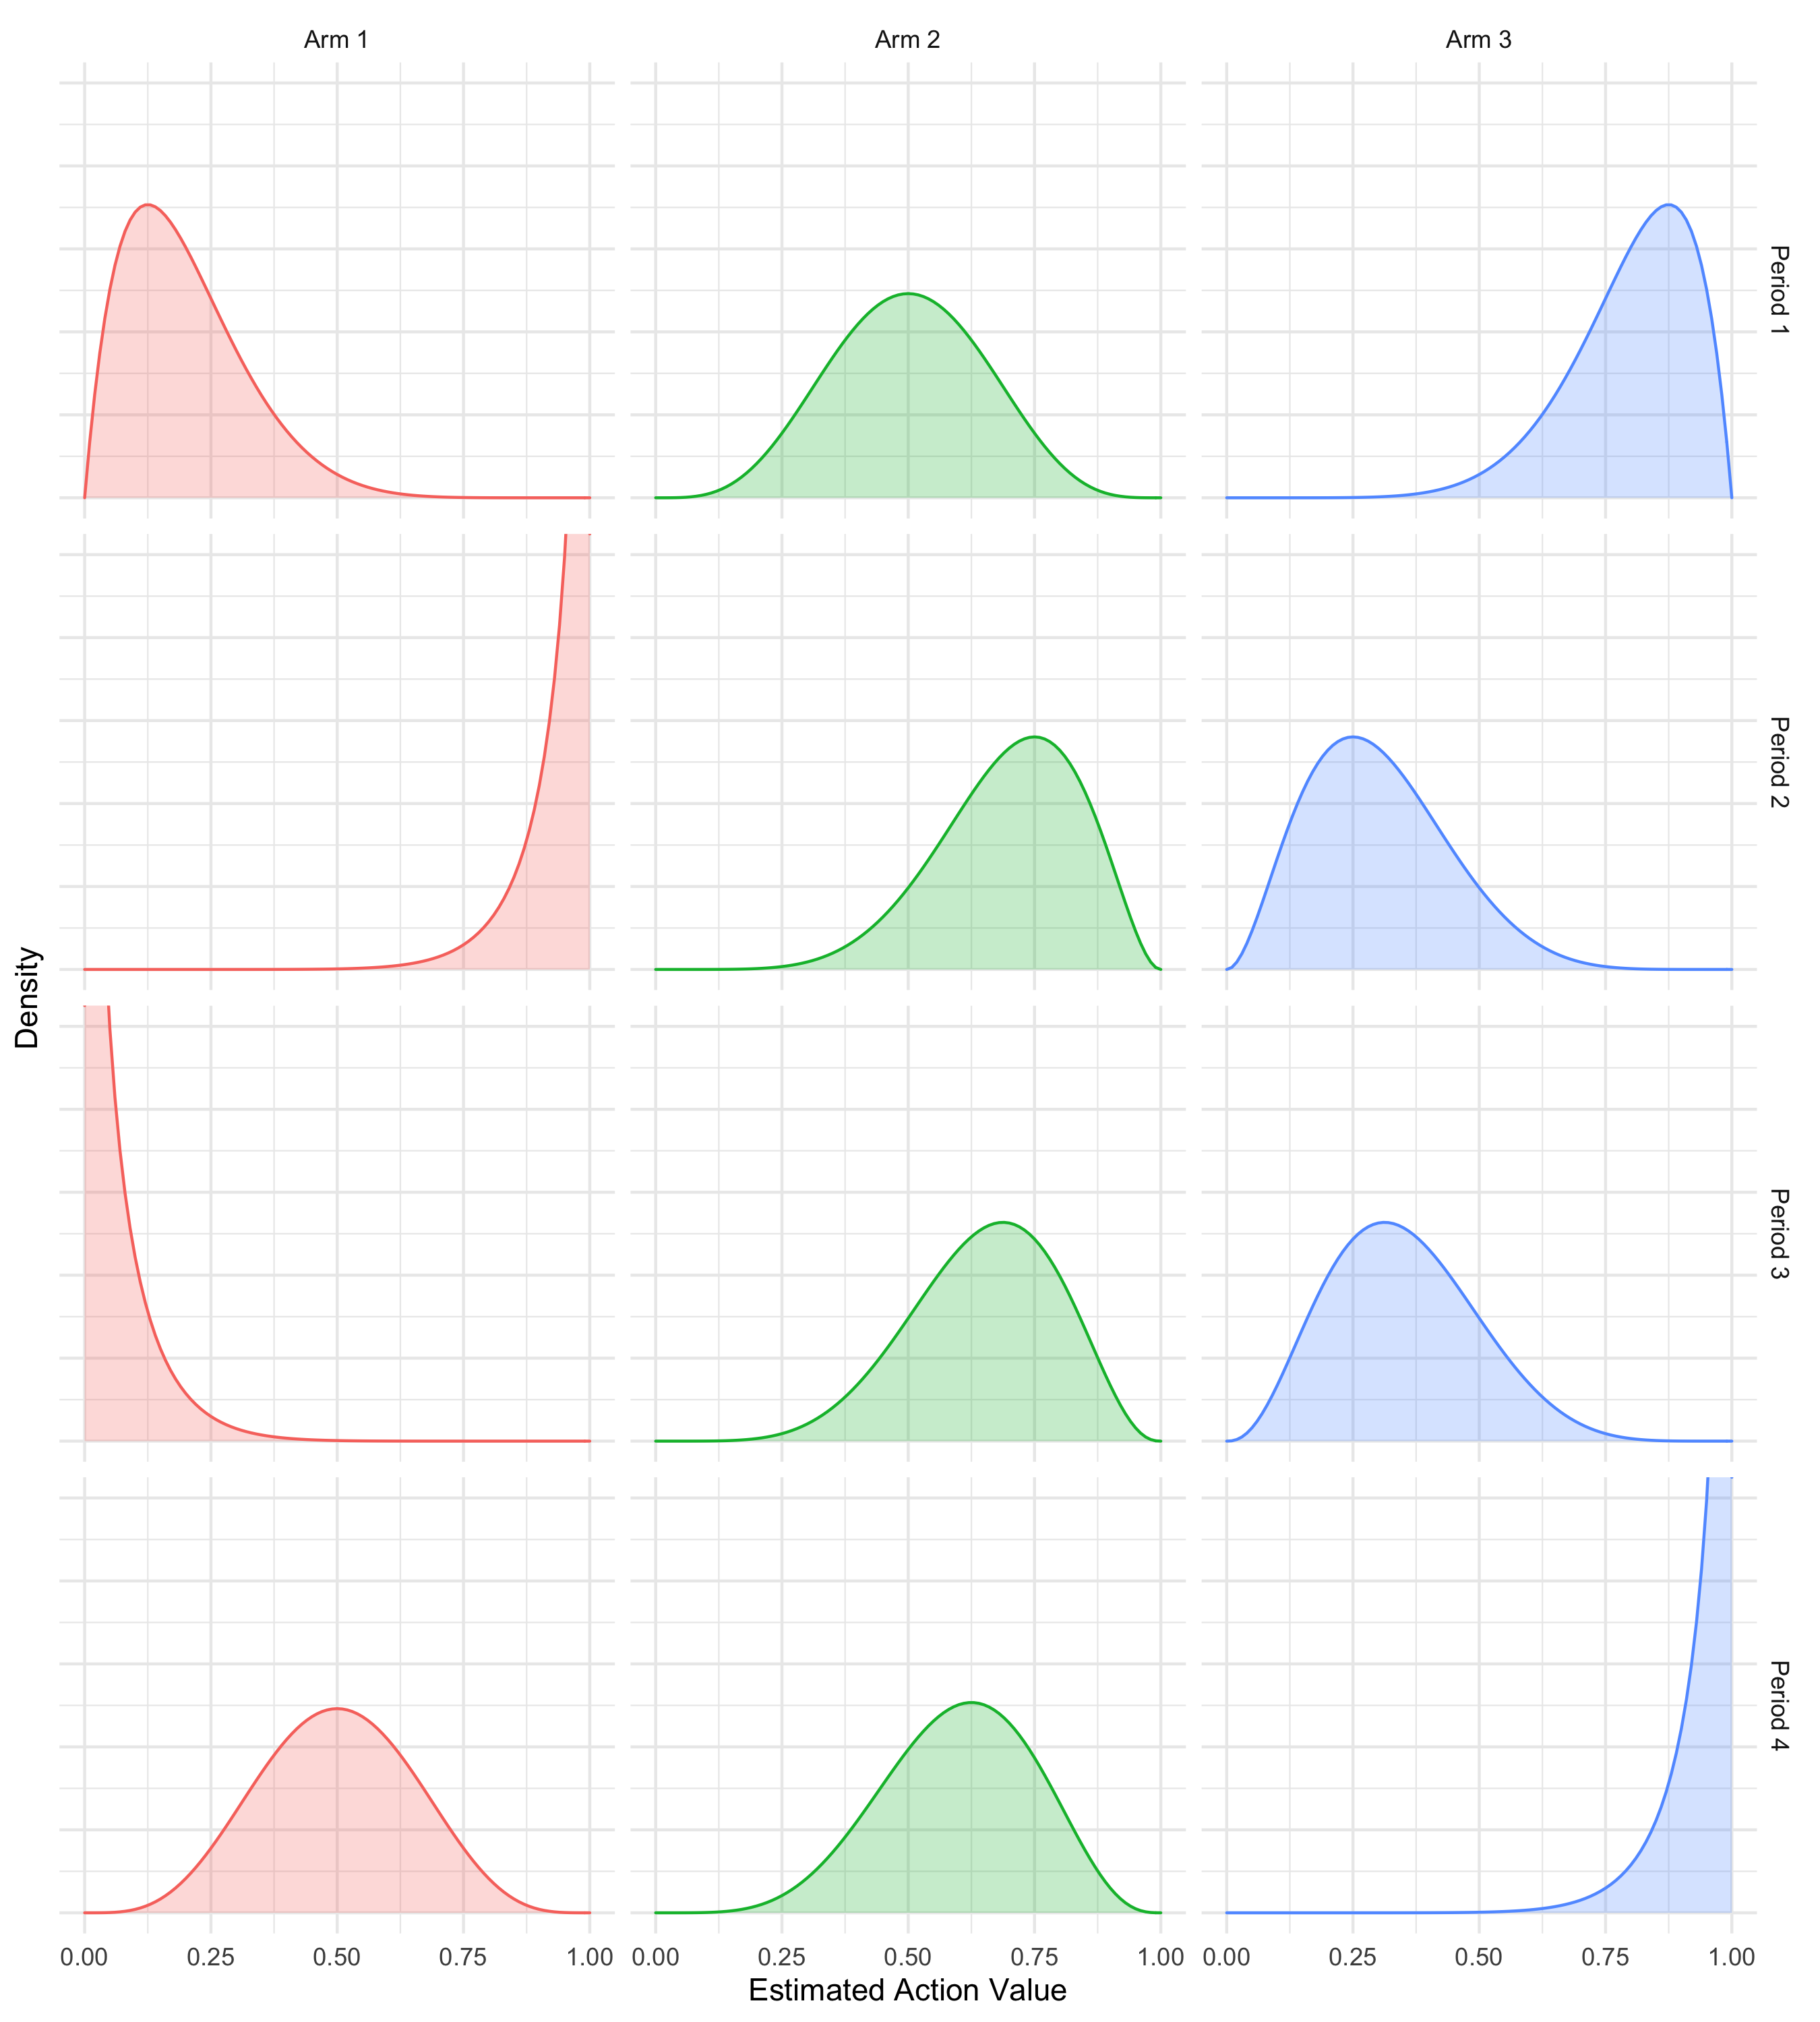 Arm 1
Arm 2
Arm 3
Period 1
Period 2
Period 3
Period 4
Density
0.00 0.25 0.50 0.75 1.00
0.00 0.25 0.50 0.75 1.00
0.00 0.25 0.50 0.75 1.00
Estimated Action Value